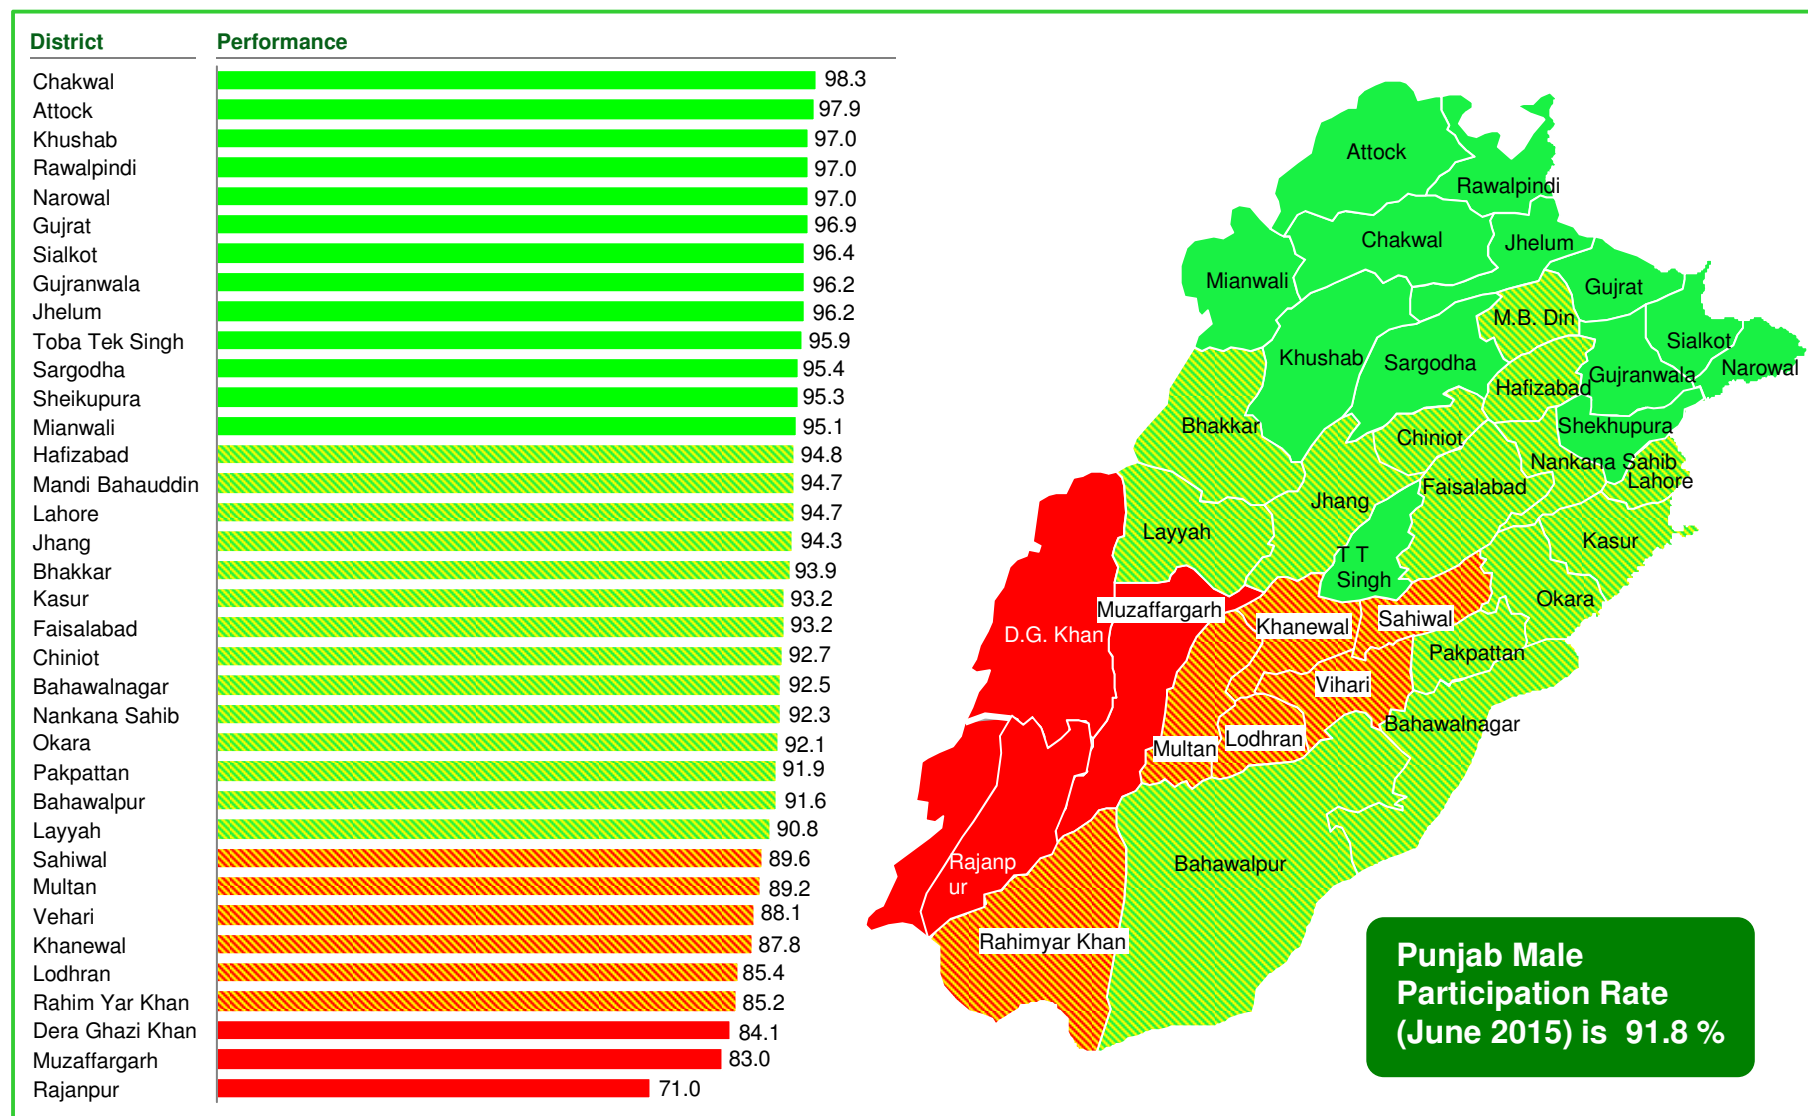 District Performance
Chakwal 98.3
Attock 97.9
Khushab 97.0
Rawalpindi 97.0
Narowal 97.0
Gujrat 96.9
Sialkot 96.4
Gujranwala 96.2
Jhelum 96.2
Toba Tek Singh 95.9
Sargodha 95.4
Sheikupura 95.3
Mianwali 95.1
Hafizabad 94.8
Mandi Bahauddin 94.7
Lahore 94.7
Jhang 94.3
Bhakkar 93.9
Kasur 93.2
Faisalabad 93.2
Chiniot 92.7
Bahawalnagar 92.5
Nankana Sahib 92.3
Okara 92.1
Pakpattan 91.9
Bahawalpur 91.6
Layyah 90.8
Sahiwal 89.6
Multan 89.2
Vehari 88.1
Khanewal 87.8
Lodhran 85.4
Rahim Yar Khan 85.2
Dera Ghazi Khan 84.1
Muzaffargarh 83.0
Rajanpur 71.0
Attock
Rawalpindi
Chakwal
Jhelum
Mianwali
Gujrat
M.B. Din
Sialkot
Khushab
Sargodha
Narowal
Gujranwala
Hafizabad
Bhakkar
Shekhupura
Chiniot
Nankana Sahib
Lahore
Faisalabad
Jhang
Layyah
Kasur
T T
Singh
Okara
Muzaffargarh
Sahiwal
Khanewal
D.G. Khan
Pakpattan
Vihari
Bahawalnagar
Lodhran
Multan
Rajanp
ur
Bahawalpur
Rahimyar Khan
Punjab Male
Participation Rate
(June 2015) is 91.8 %